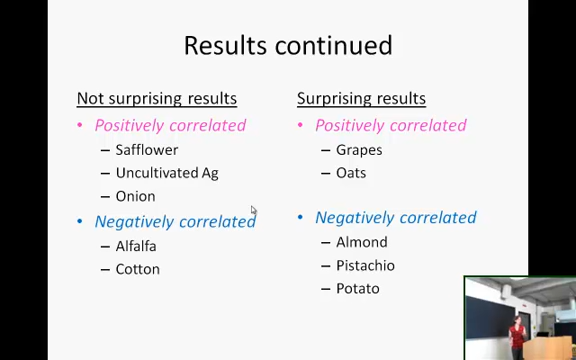 Results continued
Not surprising results
• Positively correlated
– Safflower
– Uncultivated Ag
– Onion
• Negatively correlated
– Alfalfa
– Cotton
Surprising results
• Positively correlated
– Grapes
– Oats
• Negatively correlated
– Almond
– Pistachio
– Potato